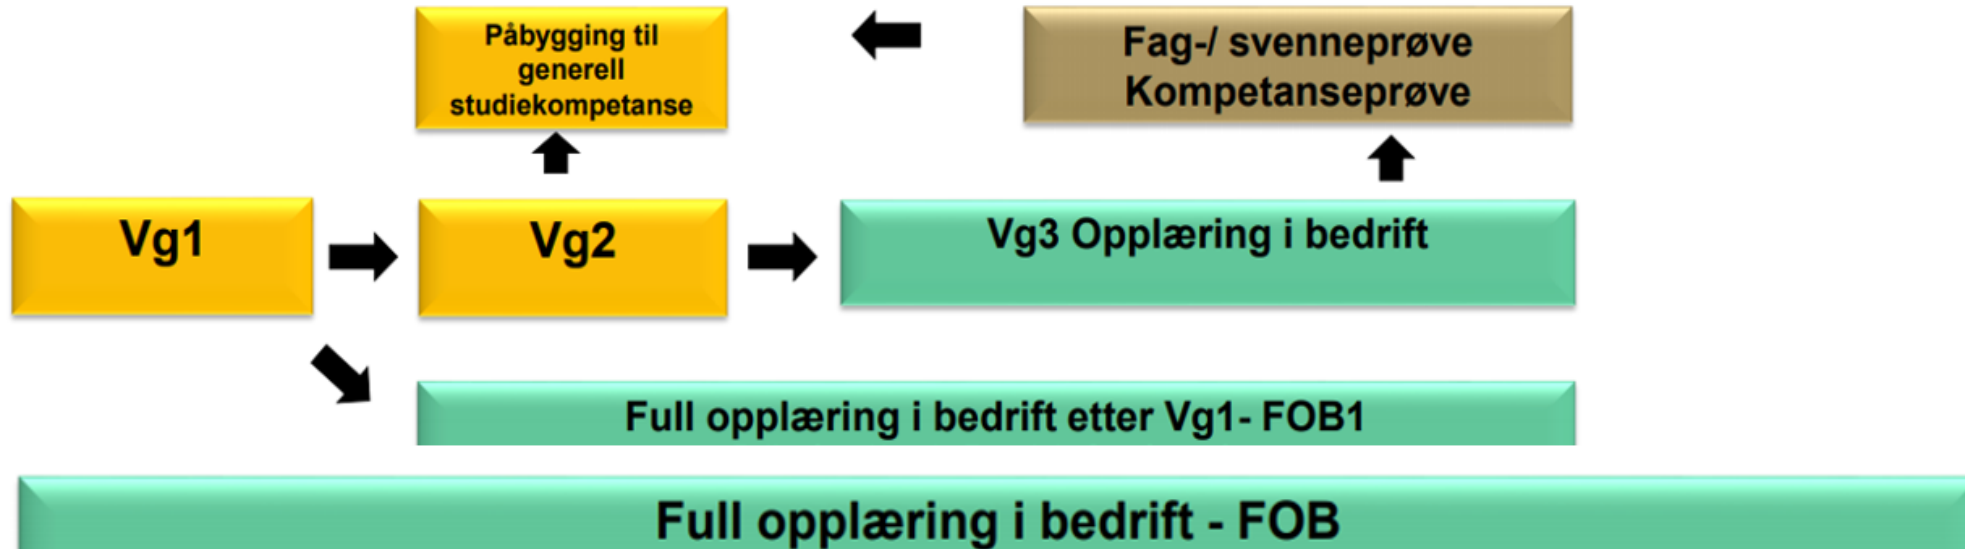 Påbygging til
generell
studiekompetanse
Fag-/ svenneprøve
Kompetanseprøve
Vg1
Vg2
Vg3 Opplæring i bedrift
Full opplæring i bedrift etter Vg1- FOB1
Full opplæring i bedrift - FOB